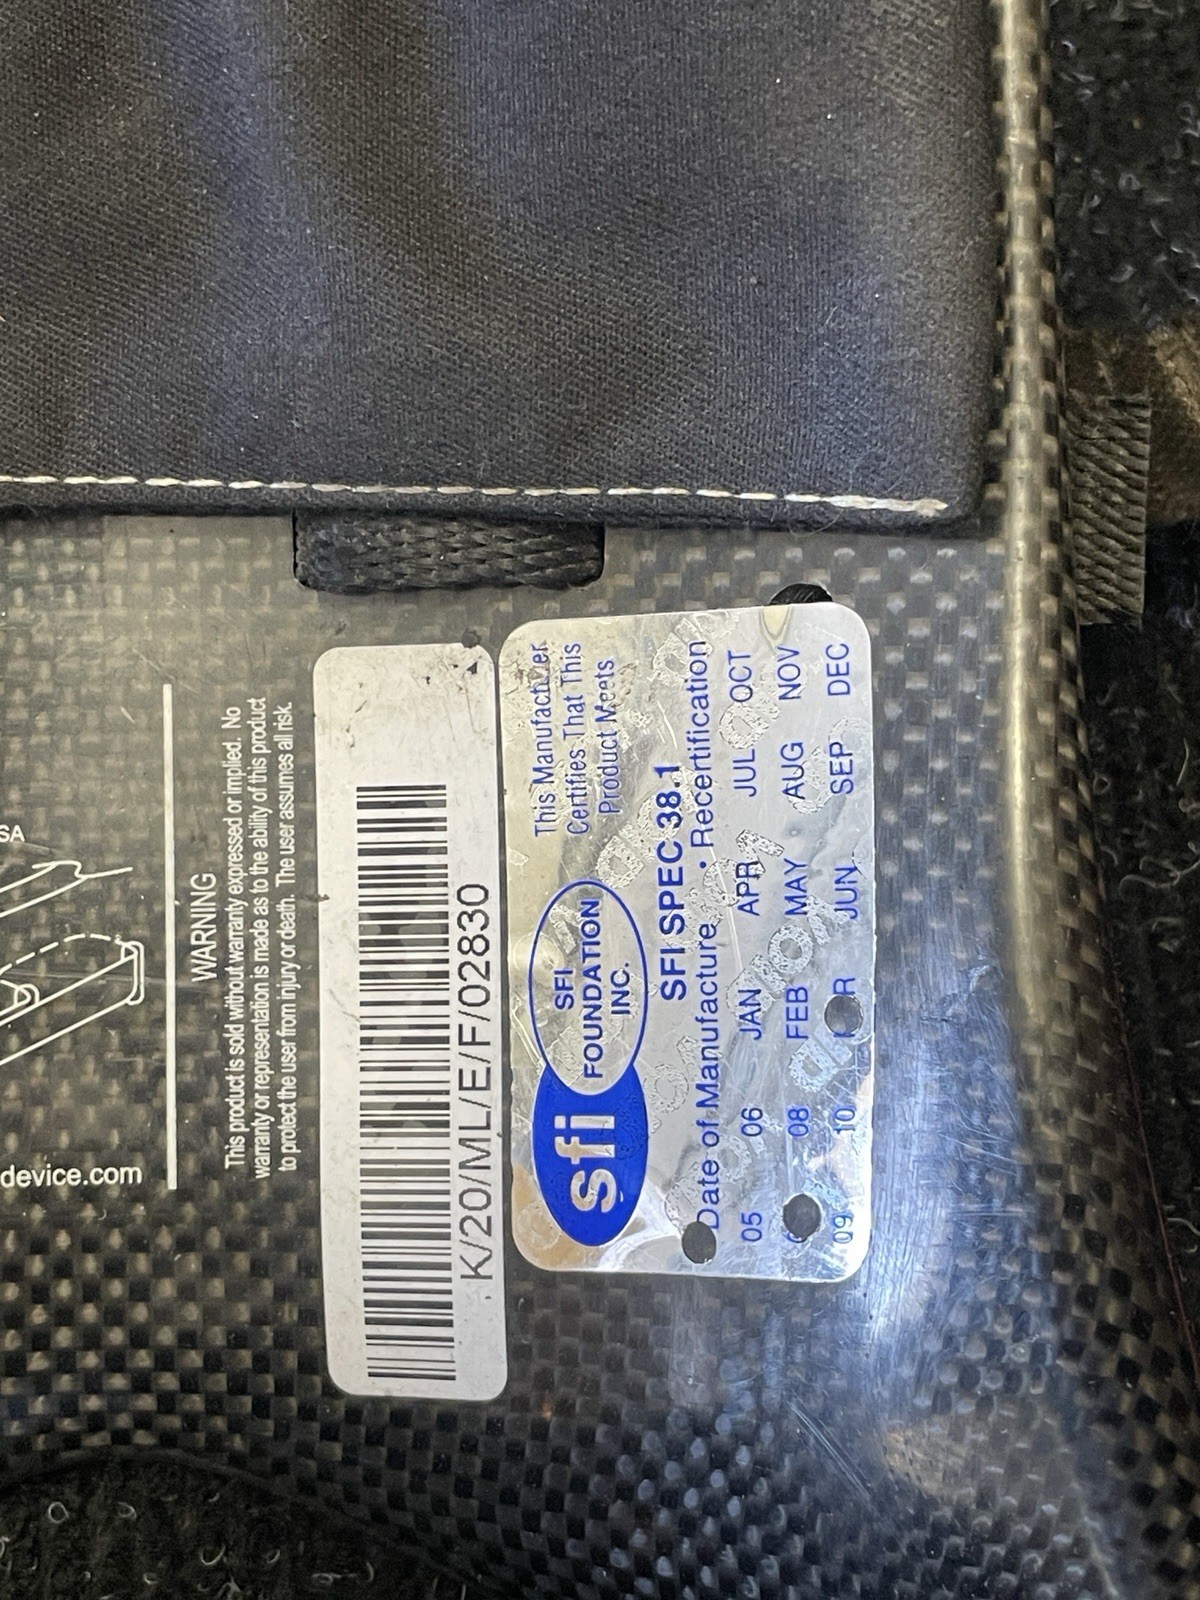 SA
device.com
WARNING
This product is sold without warranty expressed or implied. No
warranty or representation is made as to the ability of this product
to protect the user from injury or death. The user assumes all risk.
K/20/ML/E/F/02830
sfi
SFI
FOUNDATION
INC.
This Manufacturer
Certifies That This
Product Meets
SFI SPEC 38.1
Date of Manufacture • Recertification
05 06 JAN APR JUL OCT
08 FEB MAY AUG NOV
09 10 R JUN SEP DEC